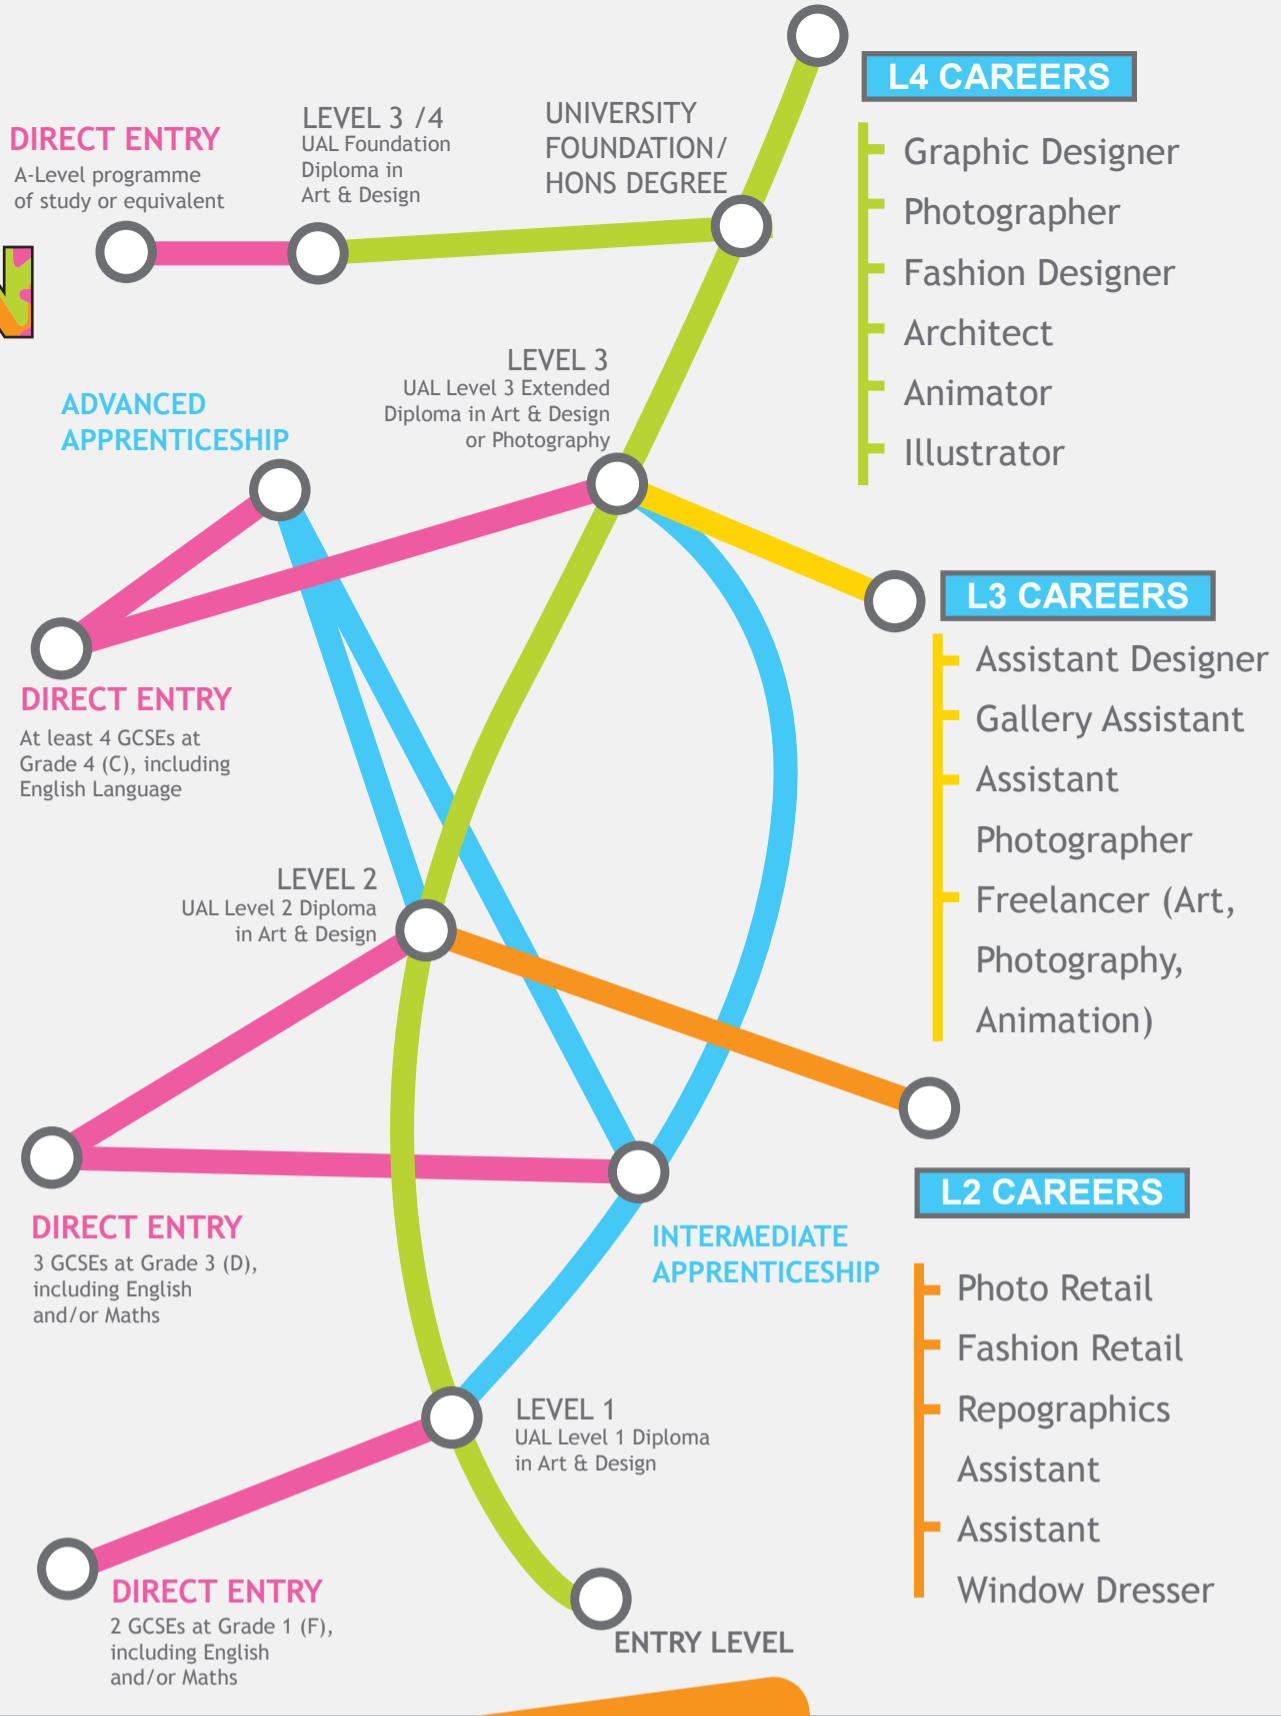 L4 CAREERS
Graphic Designer
Photographer
Fashion Designer
Architect
Animator
Illustrator
UNIVERSITY
FOUNDATION/
HONS DEGREE
LEVEL 3 /4
UAL Foundation
Diploma in
Art & Design
DIRECT ENTRY
A-Level programme
of study or equivalent
LEVEL 3
UAL Level 3 Extended
Diploma in Art & Design
or Photography
ADVANCED
APPRENTICESHIP
DIRECT ENTRY
At least 4 GCSEs at
Grade 4 (C), including
English Language
L3 CAREERS
Assistant Designer
Gallery Assistant
Assistant
Photographer
Freelancer (Art,
Photography,
Animation)
LEVEL 2
UAL Level 2 Diploma
in Art & Design
DIRECT ENTRY
3 GCSEs at Grade 3 (D),
including English
and/or Maths
INTERMEDIATE
APPRENTICESHIP
L2 CAREERS
Photo Retail
Fashion Retail
Repographics
Assistant
Assistant
Window Dresser
LEVEL 1
UAL Level 1 Diploma
in Art & Design
DIRECT ENTRY
2 GCSEs at Grade 1 (F),
including English
and/or Maths
ENTRY LEVEL